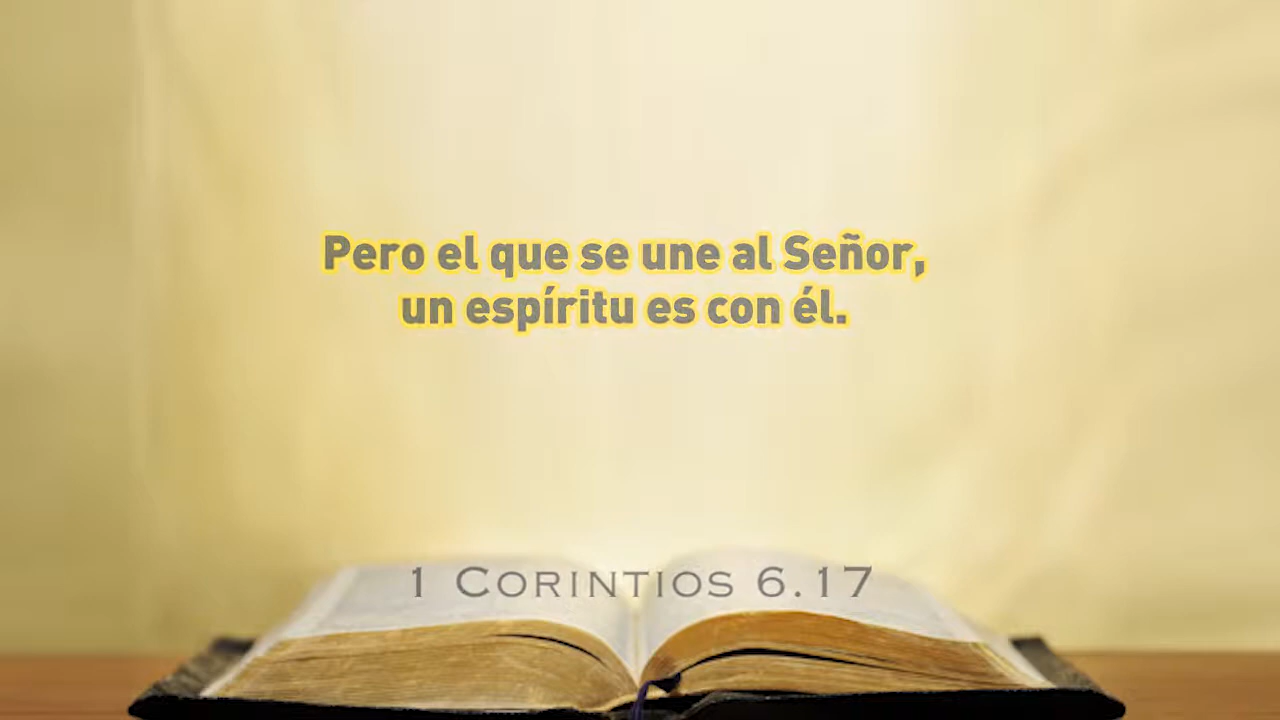 Pero el que se une al Señor,
un espíritu es con él.
1 CORINTIOS 6.17